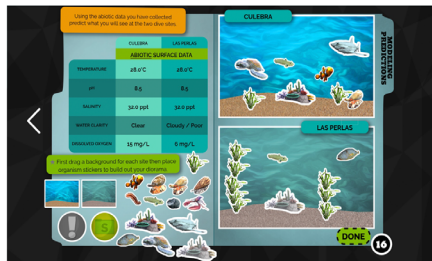 Using the abiotic data you have collected
predict what you will see at the two dive sites.
CULEBRA
LAS PERLAS
ABIOTIC SURFACE DATA
TEMPERATURE
28.0°C
28.0°C
pH
8.5
8.5
SALINITY
32.0 ppt
32.0 ppt
WATER CLARITY
Clear
Cloudy / Poor
DISSOLVED OXYGEN
15 mg/L
6 mg/L
First drag a background for each site then place
organism stickers to build out your diorama.
S
CULEBRA
LAS PERLAS
MODELING
PREDICTIONS
DONE
16